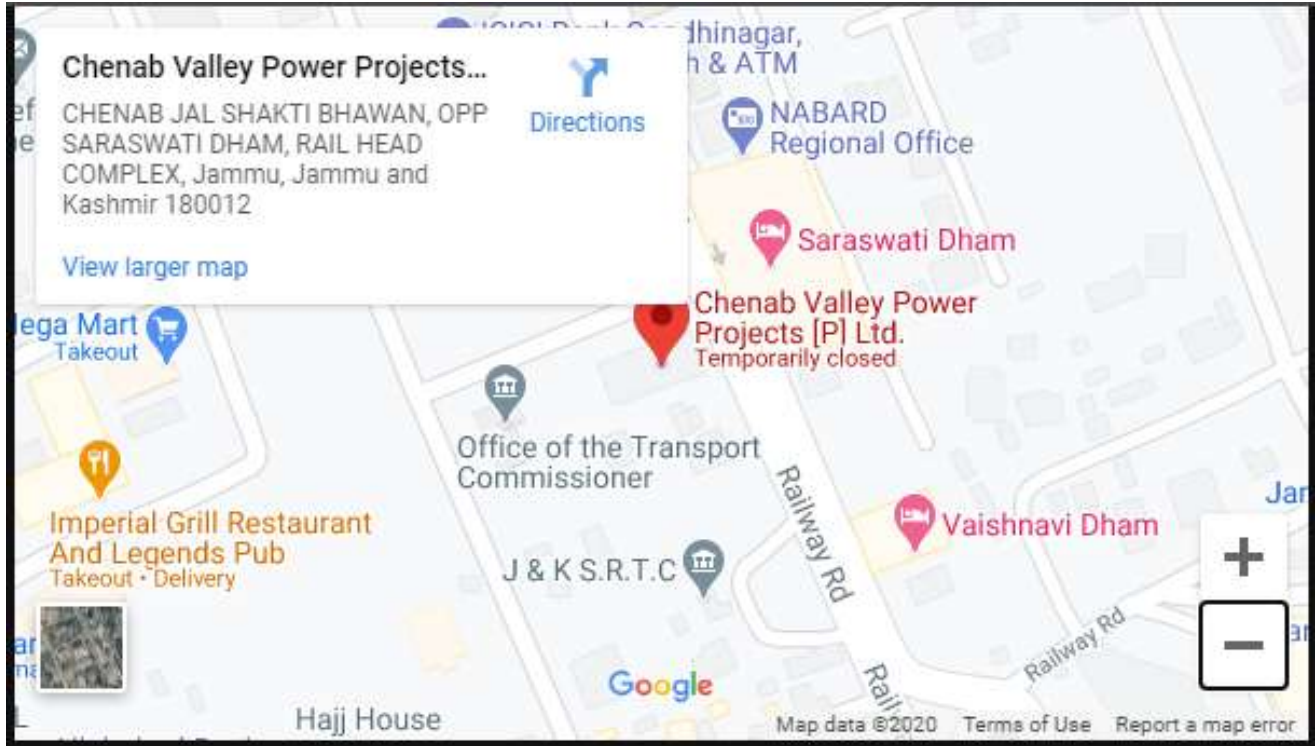 Chenab Valley Power Projects...
CHENAB JAL SHAKTI BHAWAN, OPP
SARASWATI DHAM, RAIL HEAD
COMPLEX, Jammu, Jammu and
Kashmir 180012
Directions
View larger map
dhinagar,
h & ATM
NABARD
Regional Office
Saraswati Dham
Chenab Valley Power
Projects [P] Ltd.
Temporarily closed
ega Mart
Takeout
Office of the Transport
Commissioner
Imperial Grill Restaurant
And Legends Pub
Takeout • Delivery
J & K S.R.T.C
Railway Rd
Vaishnavi Dham
Jar
Railway Rd
Rail
Hajj House
Google
Map data ©2020
Terms of Use
Report a map error